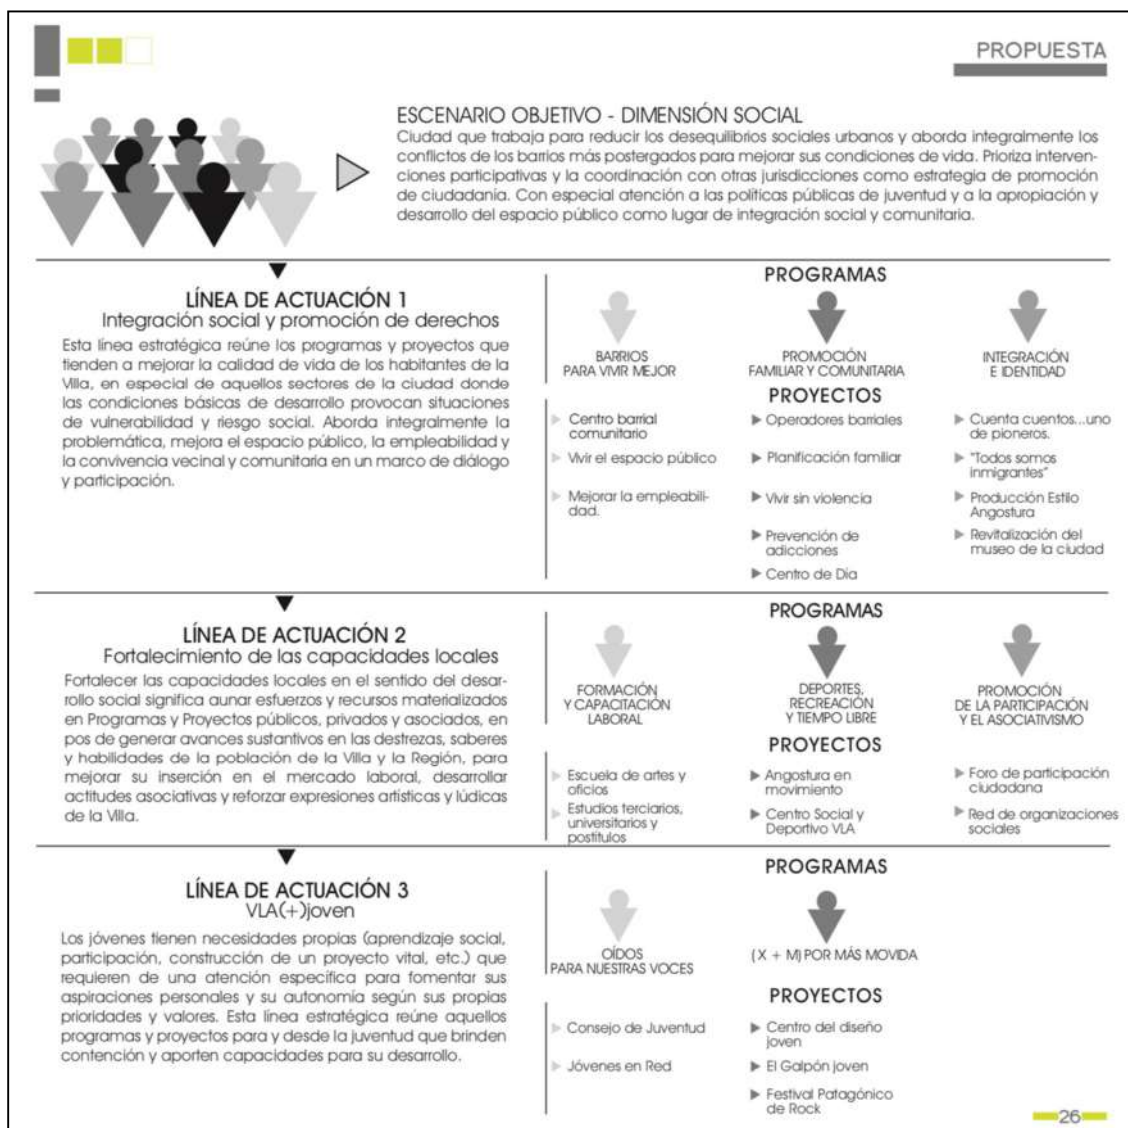 PROPUESTA
ESCENARIO OBJETIVO - DIMENSIÓN SOCIAL
Ciudad que trabaja para reducir los desequilibrios sociales urbanos y aborda integralmente los
conflictos de los barrios más postergados para mejorar sus condiciones de vida. Prioriza interven-
ciones participativas y la coordinación con otras jurisdicciones como estrategia de promoción
de ciudadanía. Con especial atención a las políticas públicas de juventud y a la apropiación y
desarrollo del espacio público como lugar de integración social y comunitaria.
LÍNEA DE ACTUACIÓN 1
Integración social y promoción de derechos
Esta línea estratégica reúne los programas y proyectos que
tienden a mejorar la calidad de vida de los habitantes de la
Villa, en especial de aquellos sectores de la ciudad donde
las condiciones básicas de desarrollo provocan situaciones
de vulnerabilidad y riesgo social. Aborda integralmente la
problemática, mejora el espacio público, la empleabilidad y
la convivencia vecinal y comunitaria en un marco de diálogo
y participación.
PROGRAMAS
BARRIOS
PARA VIVIR MEJOR
PROMOCIÓN
FAMILIAR Y COMUNITARIA
INTEGRACIÓN
E IDENTIDAD
PROYECTOS
Centro barrial
comunitario
Vivir el espacio público
Mejorar la empleabili-
dad.
Operadores barriales
Planificación familiar
Vivir sin violencia
Prevención de
adicciones
Centro de Día
Cuenta cuentos...uno
de pioneros.
"Todos somos
inmigrantes"
Producción Estilo
Angostura
Revitalización del
museo de la ciudad
LÍNEA DE ACTUACIÓN 2
Fortalecimiento de las capacidades locales
Fortalecer las capacidades locales en el sentido del desar-
rollo social significa aunar esfuerzos y recursos materializados
en Programas y Proyectos públicos, privados y asociados, en
pos de generar avances sustantivos en las destrezas, saberes
y habilidades de la población de la Villa y la Región, para
mejorar su inserción en el mercado laboral, desarrollar
actitudes asociativas y reforzar expresiones artísticas y lúdicas
de la Villa.
PROGRAMAS
FORMACIÓN
Y CAPACITACIÓN
LABORAL
DEPORTES,
RECREACIÓN
Y TIEMPO LIBRE
PROMOCIÓN
DE LA PARTICIPACIÓN
Y EL ASOCIATIVISMO
PROYECTOS
Escuela de artes y
oficios
Estudios terciarios,
universitarios y
postítulos
Angostura en
movimiento
Centro Social y
Deportivo VLA
Foro de participación
ciudadana
Red de organizaciones
sociales
LÍNEA DE ACTUACIÓN 3
VLA(+)joven
Los jóvenes tienen necesidades propias (aprendizaje social,
participación, construcción de un proyecto vital, etc.) que
requieren de una atención específica para fomentar sus
aspiraciones personales y su autonomía según sus propias
prioridades y valores. Esta línea estratégica reúne aquellos
programas y proyectos para y desde la juventud que brinden
contención y aporten capacidades para su desarrollo.
PROGRAMAS
OÍDOS
PARA NUESTRAS VOCES
(X + M) POR MÁS MOVIDA
PROYECTOS
Consejo de Juventud
Jóvenes en Red
Centro del diseño
joven
El Galpón joven
Festival Patagónico
de Rock
26